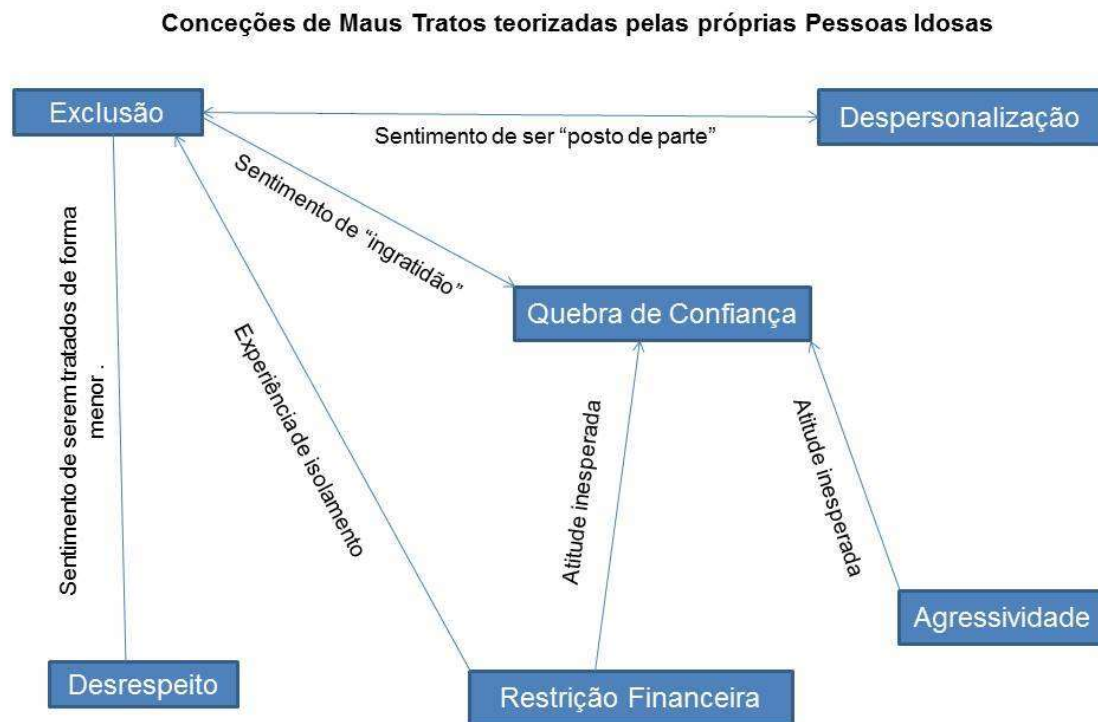 Conceções de Maus Tratos teorizadas pelas próprias Pessoas Idosas
Exclusão
Despersonalização
Sentimento de ser “posto de parte”
Sentimento de “ingratidão”
Quebra de Confiança
Sentimento de serem tratados de forma
menor .
Experiência de isolamento
Atitude inesperada
Atitude inesperada
Agressividade
Desrespeito
Restrição Financeira